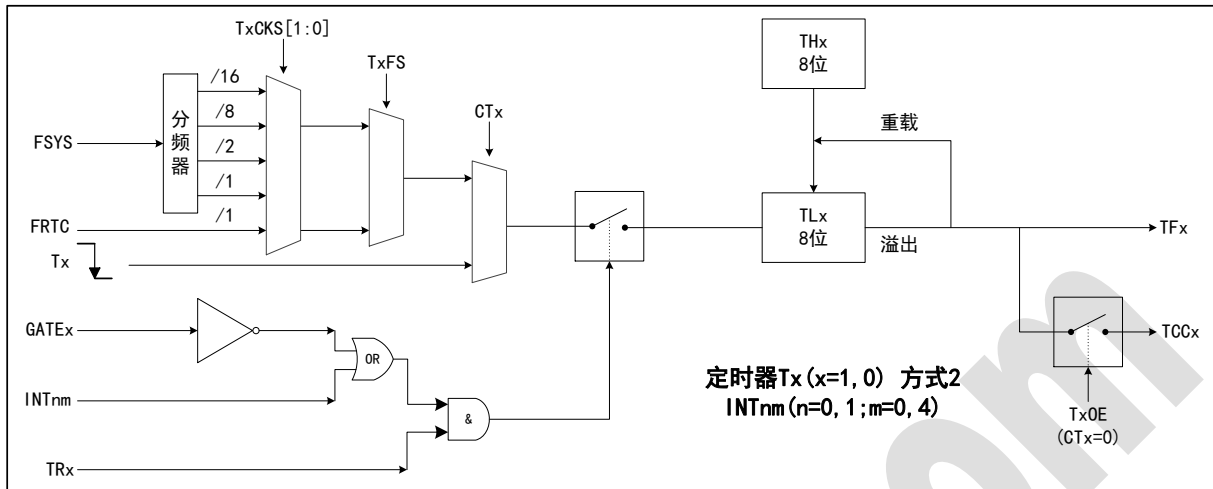 TxCKS[1:0]
TxFS
CTx
THx
8位
/16
/8
/2
/1
/1
分频器
FSYS
FRTC
Tx
重载
TLx
8位
溢出
TFx
TCCx
GATEx
OR
INTnm
&
TRx
定时器Tx(x=1,0) 方式2
INTnm(n=0,1;m=0,4)
TxOE
(CTx=0)
om